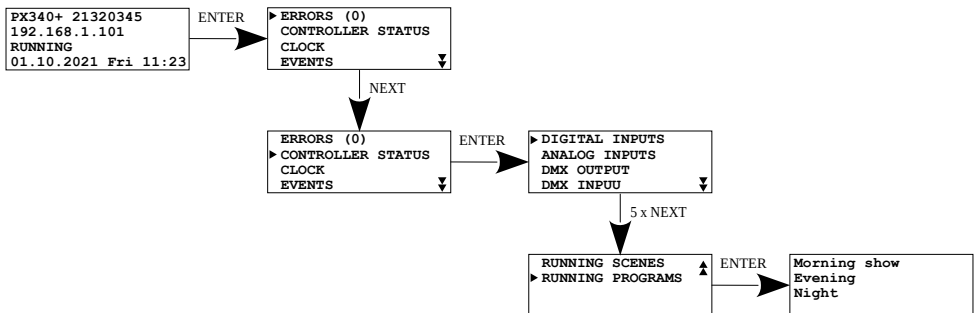 PX340+ 21320345
192.168.1.101
RUNNING
01.10.2021 Fri 11:23
ENTER
ERRORS (0)
CONTROLLER STATUS
CLOCK
EVENTS
NEXT
ERRORS (0)
CONTROLLER STATUS
CLOCK
EVENTS
ENTER
DIGITAL INPUTS
ANALOG INPUTS
DMX OUTPUT
DMX INPUU
5 x NEXT
RUNNING SCENES
RUNNING PROGRAMS
ENTER
Morning show
Evening
Night